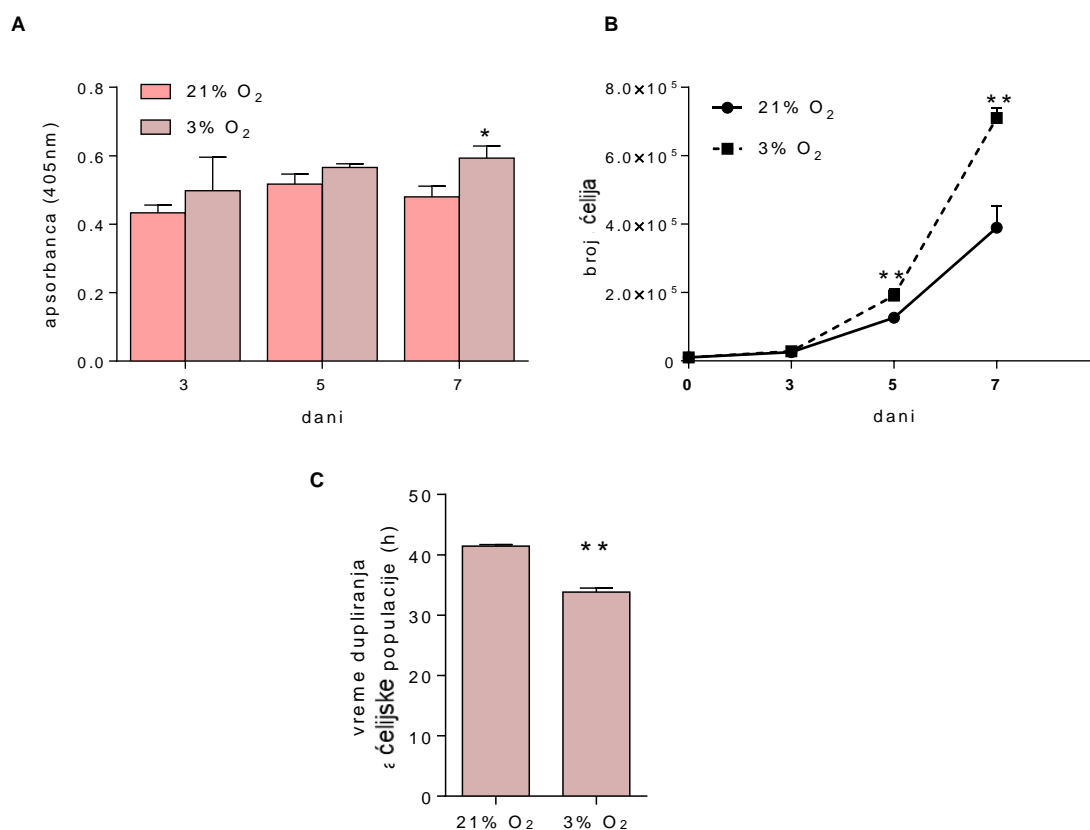 A
0.8
0.6
0.4
0.2
0.0
apsorbanca (405nm)
21% O₂
3% O₂
*
3
5
7
dani
B
8.0×10⁵
6.0×10⁵
4.0×10⁵
2.0×10⁵
0
broj ćelija
21% O₂
3% O₂
**
**
0
3
5
7
dani
C
50
40
30
20
10
0
vreme dupliranja
ćelijske populacije (h)
**
21% O₂
3% O₂